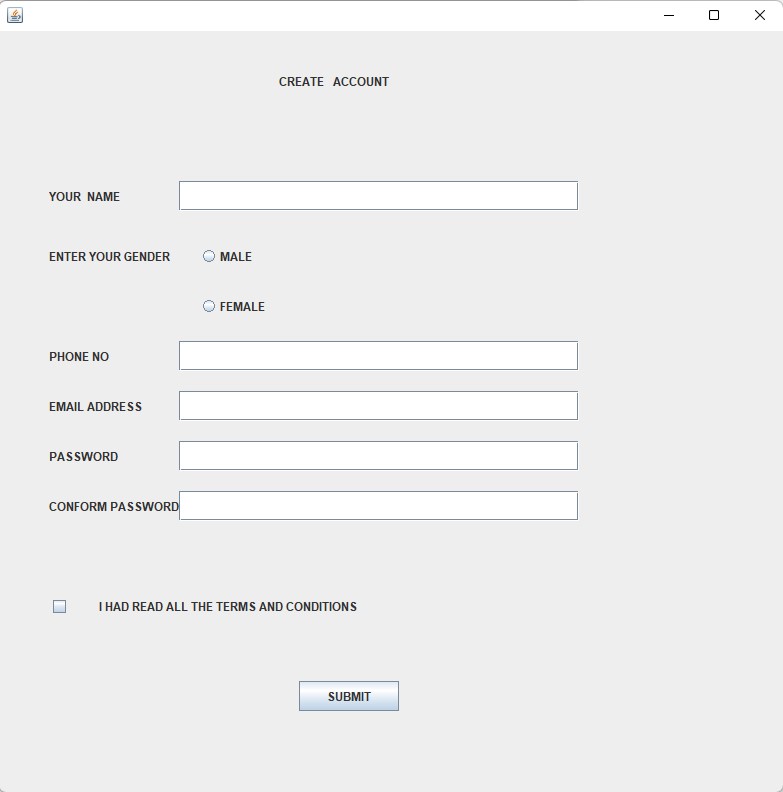 CREATE ACCOUNT
YOUR NAME
ENTER YOUR GENDER MALE
FEMALE
PHONE NO
EMAIL ADDRESS
PASSWORD
CONFORM PASSWORD
I HAD READ ALL THE TERMS AND CONDITIONS
SUBMIT